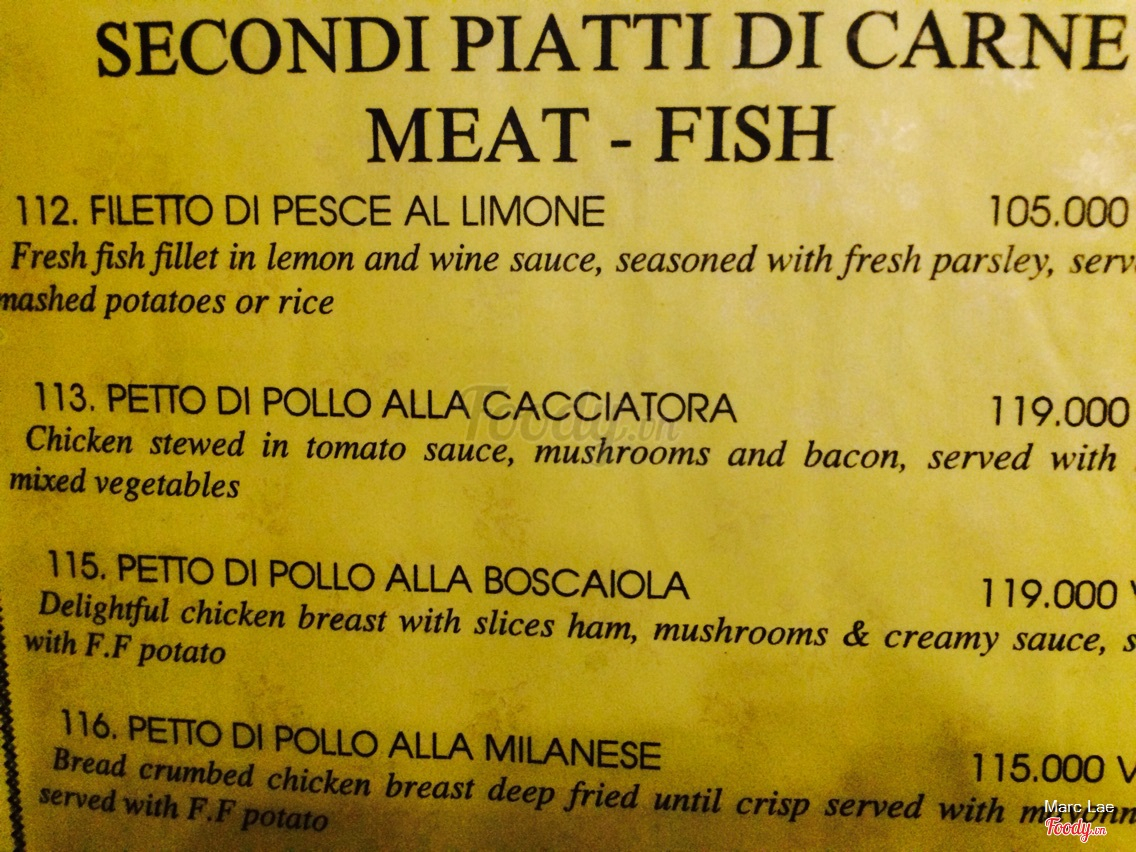 SECONDI PIATTI DI CARNE
MEAT - FISH
112. FILETTO DI PESCE AL LIMONE 105.000
Fresh fish fillet in lemon and wine sauce, seasoned with fresh parsley, serv
mashed potatoes or rice
113. PETTO DI POLLO ALLA CACCIATORA 119.000
Foody.vn
Chicken stewed in tomato sauce, mushrooms and bacon, served with
mixed vegetables
115. PETTO DI POLLO ALLA BOSCAIOLA 119.000 V
Delightful chicken breast with slices ham, mushrooms & creamy sauce, s
with F.F potato
116. PETTO DI POLLO ALLA MILANESE 115.000 V
Bread crumbed chicken breast deep fried until crisp served with mayonn
served with F.F potato
Marc Lae
Foody.vn